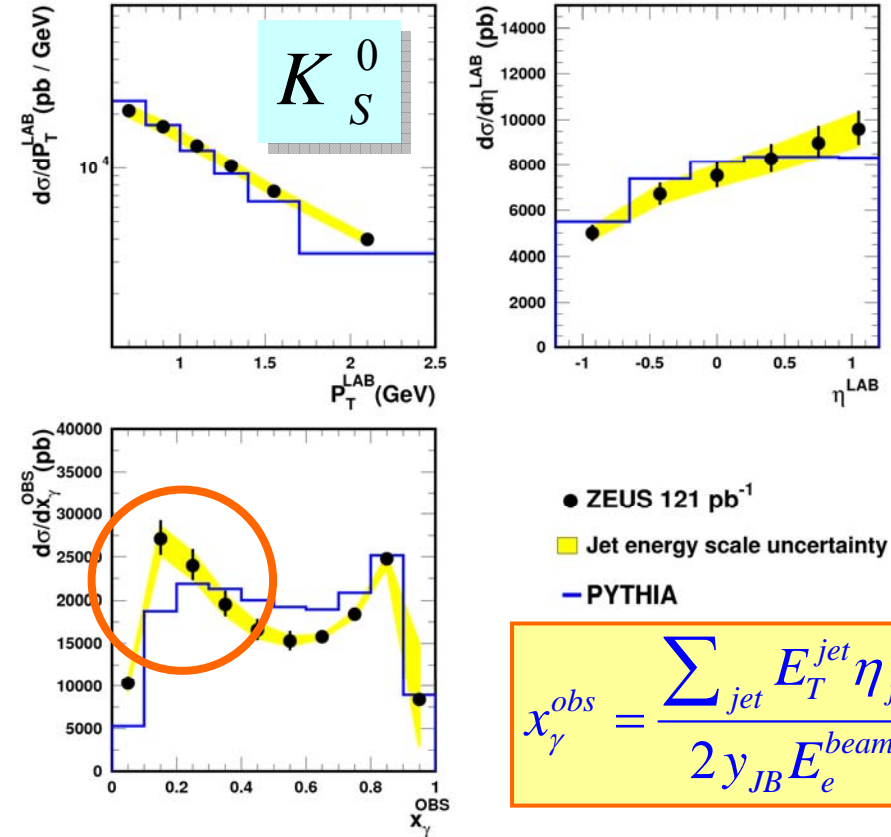 dσ/dP_T^LAB (pb / GeV)
10^4
K_S^0
1 1.5 2 2.5
P_T^LAB (GeV)
dσ/dη^LAB (pb)
14000
12000
10000
8000
6000
4000
2000
0
-1 -0.5 0 0.5 1
η^LAB
dσ/dx_γ^OBS (pb)
40000
35000
30000
25000
20000
15000
10000
5000
0
0 0.2 0.4 0.6 0.8 1
x_γ^OBS
ZEUS 121 pb^-1
Jet energy scale uncertainty
PYTHIA
x_γ^obs = ∑_jet E_T^jet η
2 y_JB E_e^beam